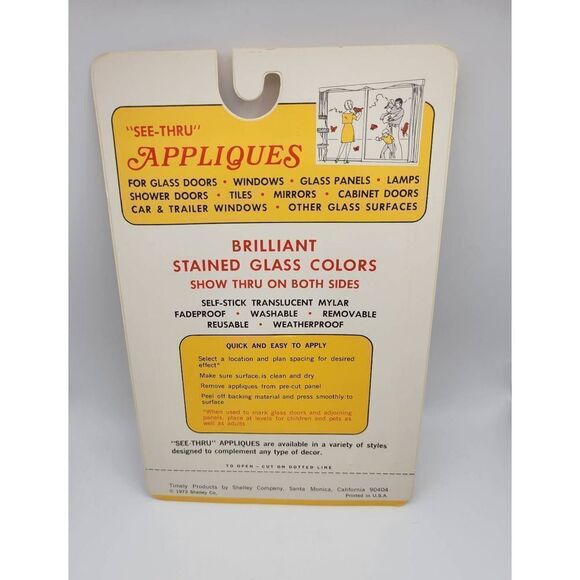 "SEE-THRU"
APPLIQUES
FOR GLASS DOORS • WINDOWS • GLASS PANELS • LAMPS
SHOWER DOORS • TILES • MIRRORS • CABINET DOORS
CAR & TRAILER WINDOWS • OTHER GLASS SURFACES
BRILLIANT
STAINED GLASS COLORS
SHOW THRU ON BOTH SIDES
SELF-STICK TRANSLUCENT MYLAR
FADEPROOF • WASHABLE • REMOVABLE
REUSABLE • WEATHERPROOF
QUICK AND EASY TO APPLY
Select a location and plan spacing for desired
effect*
Make sure surface is clean and dry
Remove appliques from pre-cut panel
Peel off backing material and press smoothly to
surface
*When used to mark glass doors and adjoining
panels, place at levels for children and pets as
well as adults
"SEE-THRU" APPLIQUES are available in a variety of styles
designed to complement any type of decor.
TO OPEN – CUT ON DOTTED LINE
Timely Products by Shelley Company, Santa Monica, California 90404
© 1973 Shelley Co.
Printed in U.S.A.